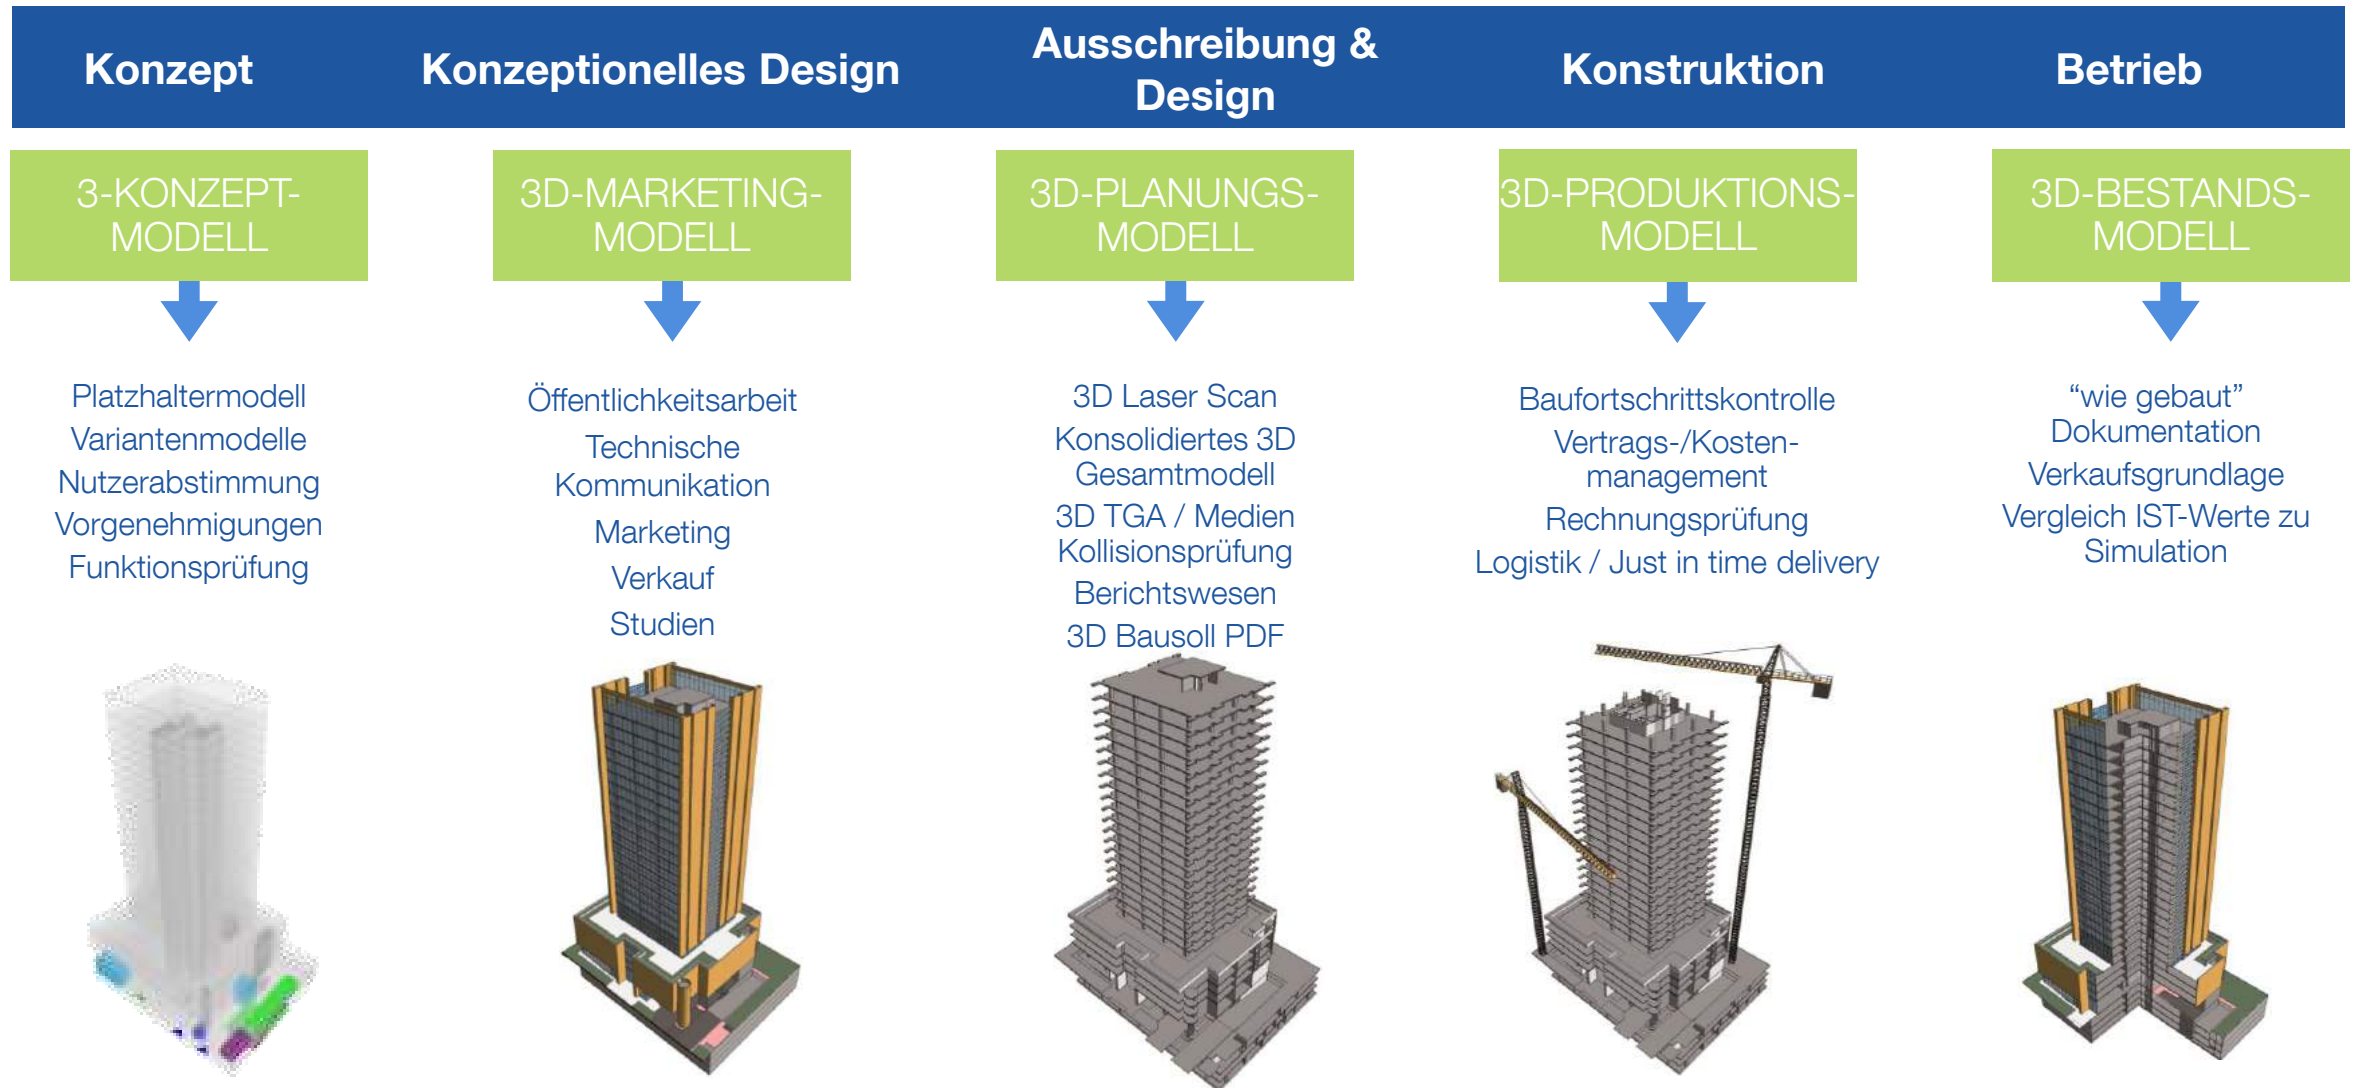 Konzept
Konzeptionelles Design
Ausschreibung &
Design
Konstruktion
Betrieb
3-KONZEPT-
MODELL
3D-MARKETING-
MODELL
3D-PLANUNGS-
MODELL
3D-PRODUKTIONS-
MODELL
3D-BESTANDS-
MODELL
Platzhaltermodell
Variantenmodelle
Nutzerabstimmung
Vorgenehmigungen
Funktionsprüfung
Öffentlichkeitsarbeit
Technische
Kommunikation
Marketing
Verkauf
Studien
3D Laser Scan
Konsolidiertes 3D
Gesamtmodell
3D TGA / Medien
Kollisionsprüfung
Berichtswesen
3D Bausoll PDF
Baufortschrittskontrolle
Vertrags-/Kosten-
management
Rechnungsprüfung
Logistik / Just in time delivery
“wie gebaut”
Dokumentation
Verkaufsgrundlage
Vergleich IST-Werte zu
Simulation